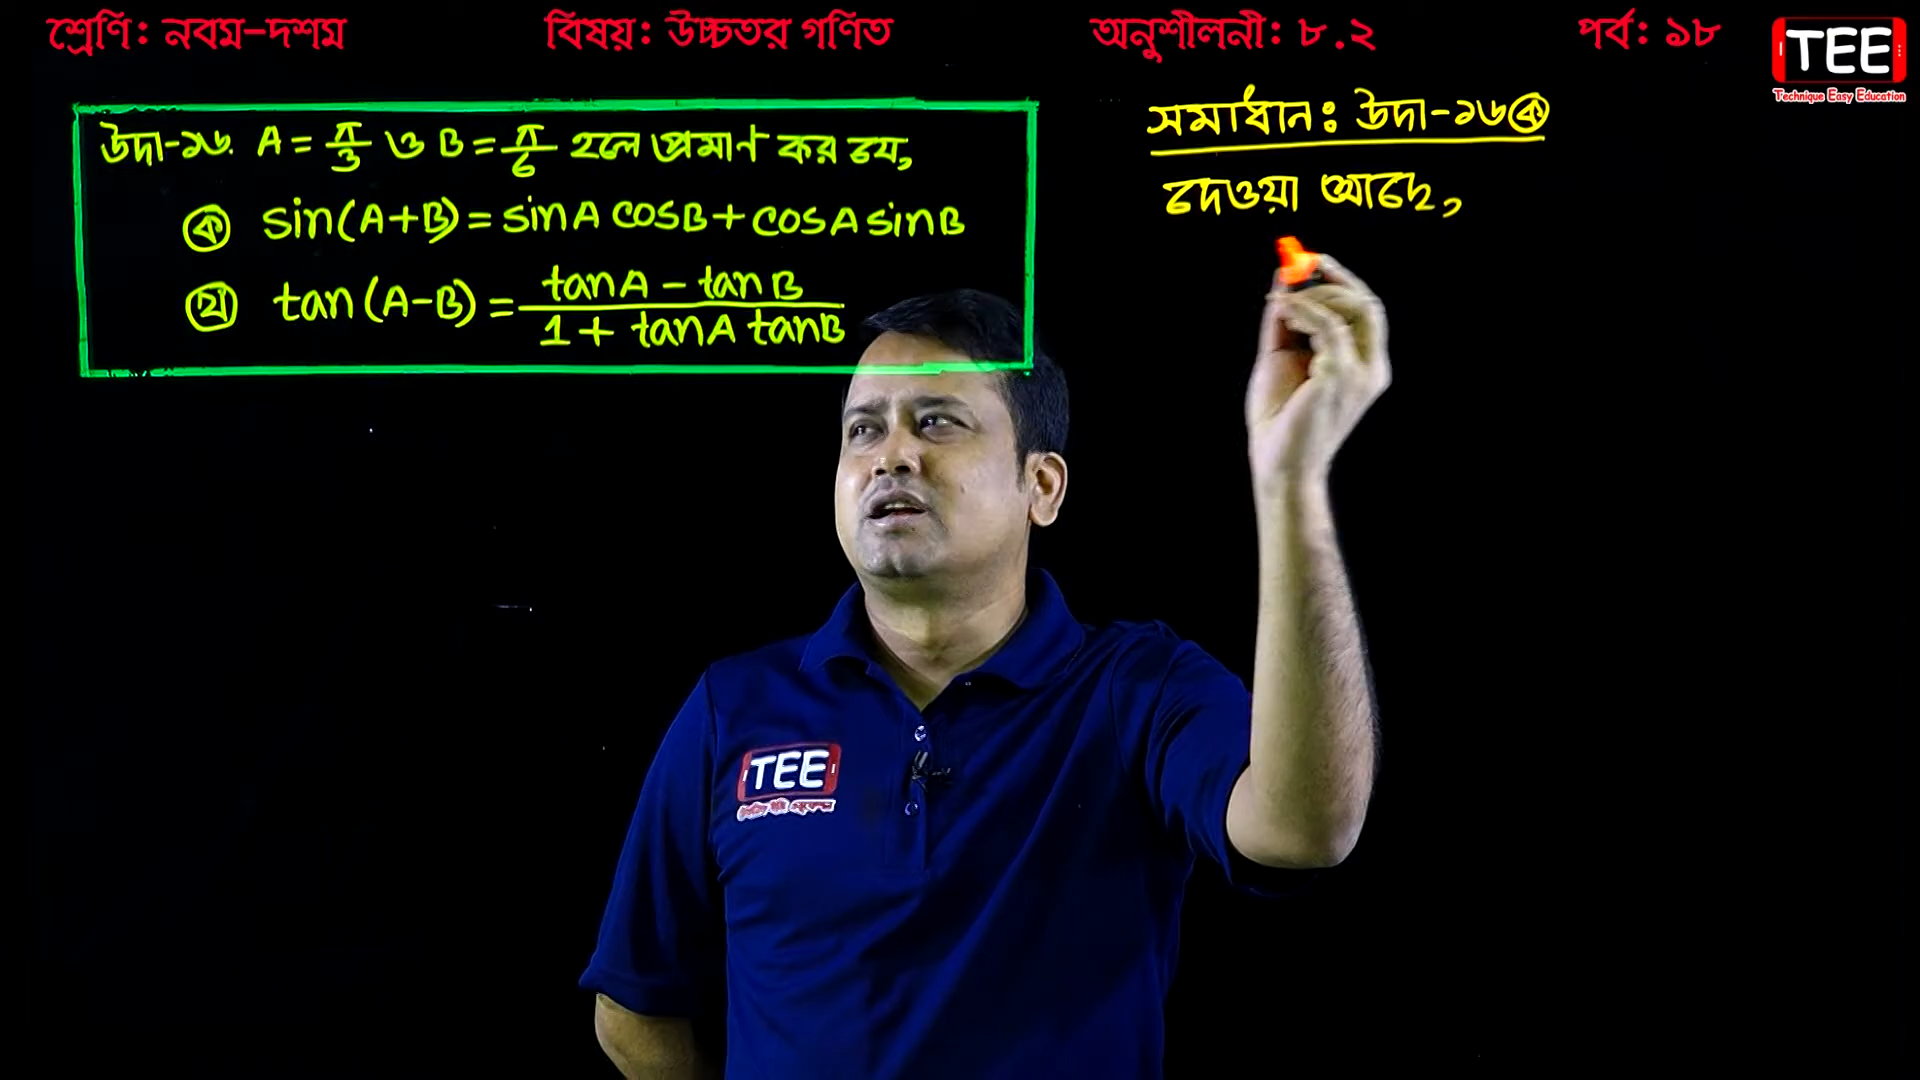 শ্রেণি: নবম-দশম বিষয়: উচ্চতর গণিত অনুশীলনী: ৮.২ পর্ব: ১৮
TEE
Technique Easy Education
উদা-১৬. A = π/3 ও B = π/6 হলে প্রমাণ কর যে,
ক sin(A+B) = sinA cosB + cosA sinB
খ tan(A-B) = (tanA - tanB)/(1 + tanA tanB)
সমাধান: উদা-১৬ ক
দেওয়া আছে,
TEE